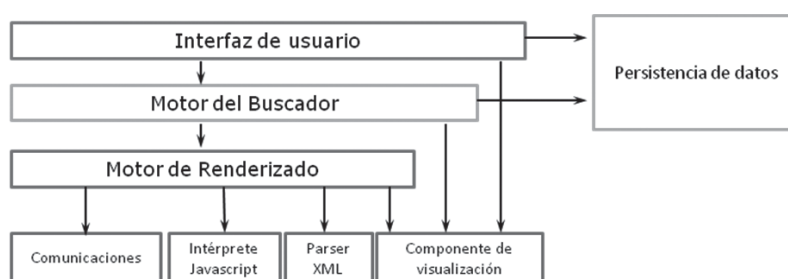 Interfaz de usuario
Persistencia de datos
Motor del Buscador
Motor de Renderizado
Comunicaciones
Intérprete
Javascript
Parser
XML
Componente de
visualización